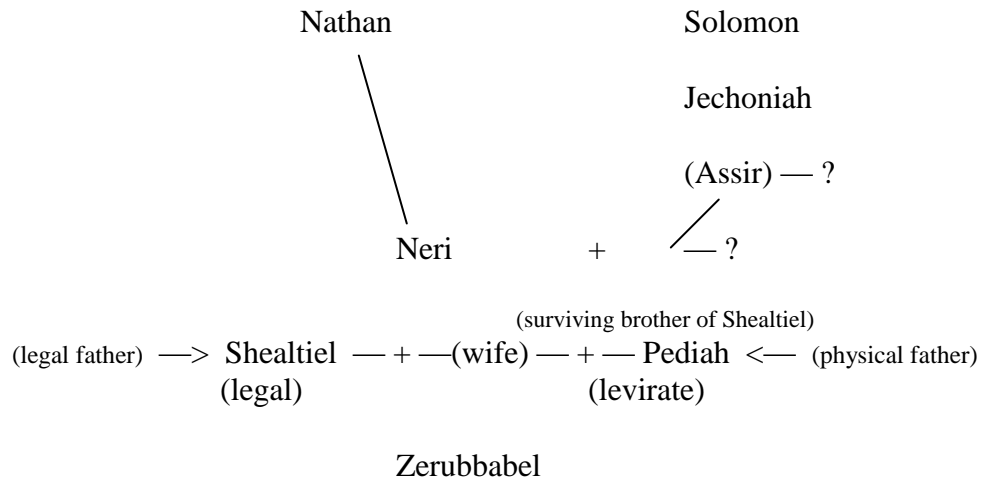 Nathan Solomon
Jechoniah
(Assir) — ?
Neri + — ?
(surviving brother of Shealtiel)
(legal father) —> Shealtiel — + —(wife) — + — Pediah <— (physical father)
(legal) (levirate)
Zerubbabel